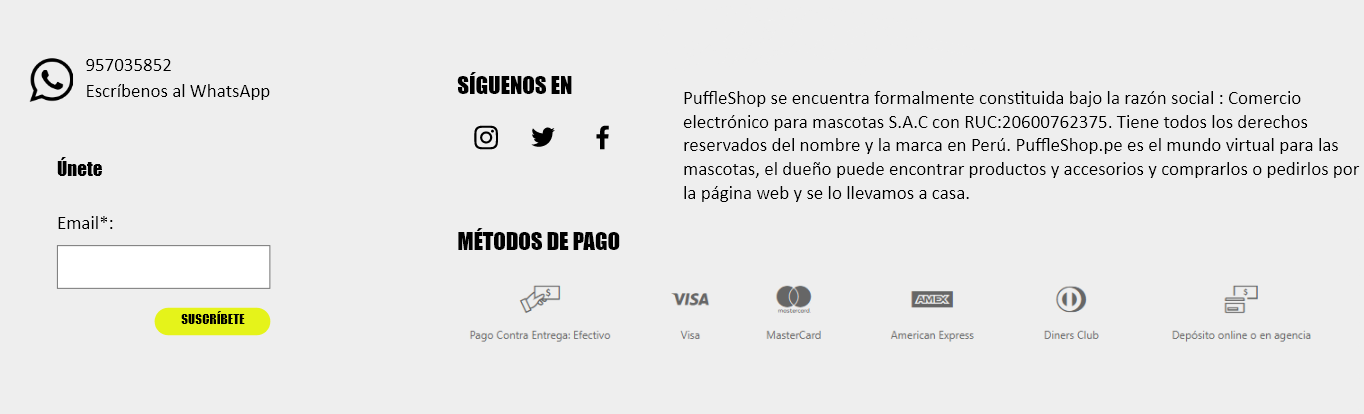 957035852
Escríbenos al WhatsApp
Únete
Email*:
SUSCRÍBETE
SÍGUENOS EN
PuffleShop se encuentra formalmente constituida bajo la razón social : Comercio
electrónico para mascotas S.A.C con RUC:20600762375. Tiene todos los derechos
reservados del nombre y la marca en Perú. PuffleShop.pe es el mundo virtual para las
mascotas, el dueño puede encontrar productos y accesorios y comprarlos o pedirlos por
la página web y se lo llevamos a casa.
MÉTODOS DE PAGO
$
VISA
mastercard
AMEX
$
Pago Contra Entrega: Efectivo
Visa
MasterCard
American Express
Diners Club
Depósito online o en agencia